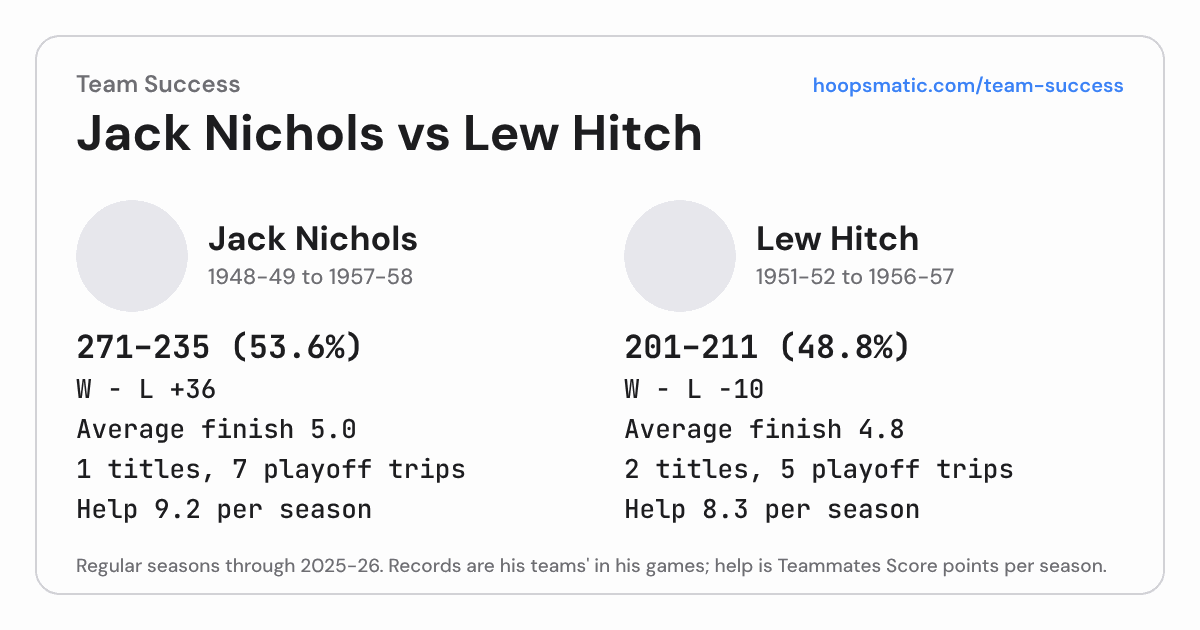 Team Success
hoopsmatic.com/team-success
Jack Nichols vs Lew Hitch
Jack Nichols
1948-49 to 1957-58
271-235 (53.6%)
W - L +36
Average finish 5.0
1 titles, 7 playoff trips
Help 9.2 per season
Lew Hitch
1951-52 to 1956-57
201-211 (48.8%)
W - L -10
Average finish 4.8
2 titles, 5 playoff trips
Help 8.3 per season
Regular seasons through 2025-26. Records are his teams' in his games; help is Teammates Score points per season.